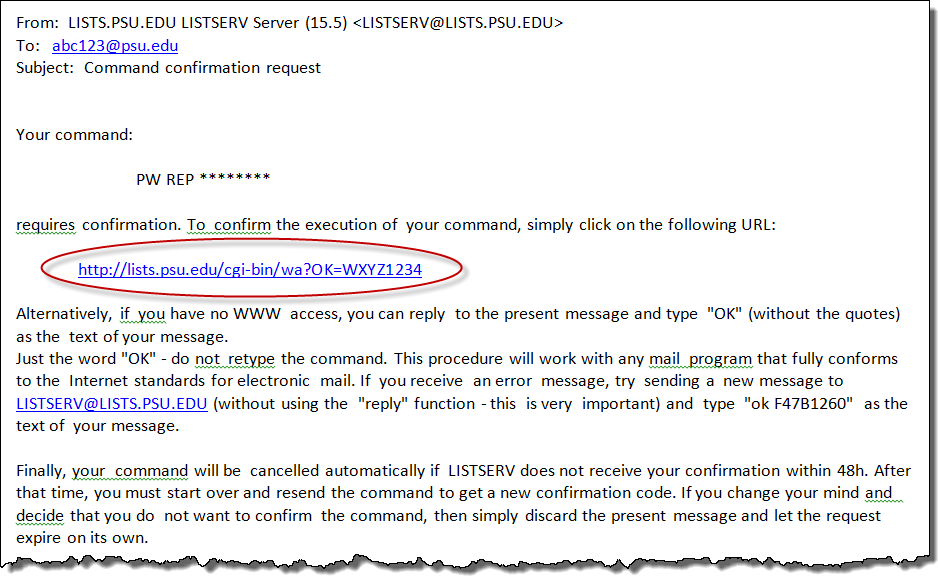 From: LISTS.PSU.EDU LISTSERV Server (15.5) <LISTSERV@LISTS.PSU.EDU>
To: abc123@psu.edu
Subject: Command confirmation request
Your command:
PW REP ********
requires confirmation. To confirm the execution of your command, simply click on the following URL:
http://lists.psu.edu/cgi-bin/wa?OK=WXYZ1234
Alternatively, if you have no WWW access, you can reply to the present message and type "OK" (without the quotes)
as the text of your message.
Just the word "OK" - do not retype the command. This procedure will work with any mail program that fully conforms
to the Internet standards for electronic mail. If you receive an error message, try sending a new message to
LISTSERV@LISTS.PSU.EDU (without using the "reply" function - this is very important) and type "ok F47B1260" as the
text of your message.
Finally, your command will be cancelled automatically if LISTSERV does not receive your confirmation within 48h. After
that time, you must start over and resend the command to get a new confirmation code. If you change your mind and
decide that you do not want to confirm the command, then simply discard the present message and let the request
expire on its own.